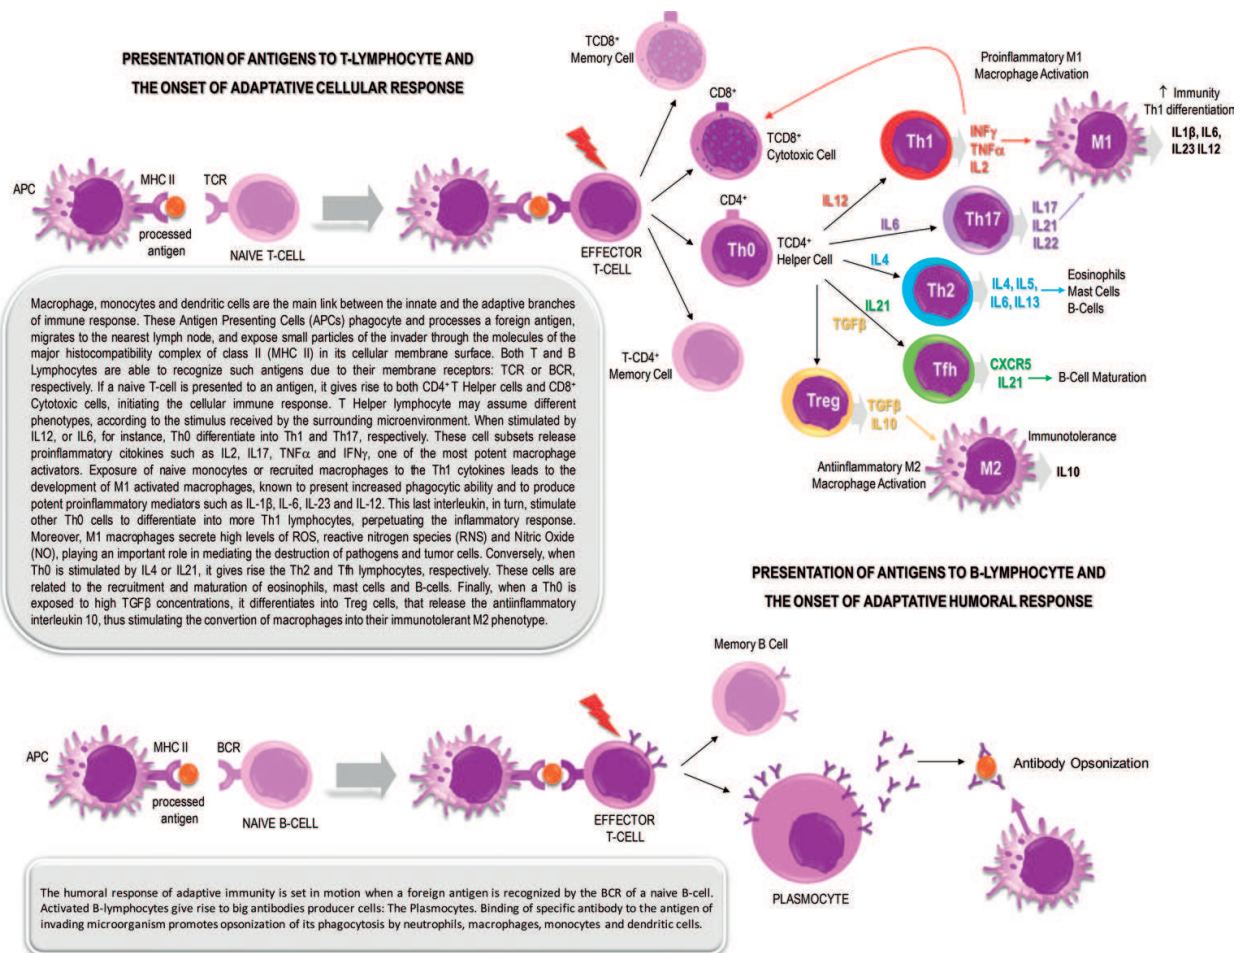 PRESENTATION OF ANTIGENS TO T-LYMPHOCYTE AND
THE ONSET OF ADAPTATIVE CELLULAR RESPONSE
APC
MHC II
processed
antigen
TCR
NAIVE T-CELL
EFFECTOR
T-CELL
TCD8+
Memory Cell
CD8+
TCD8+
Cytotoxic Cell
CD4+
Th0
TCD4+
Helper Cell
T-CD4+
Memory Cell
IL12
IL6
IL4
IL21
TGFβ
Th1
INFγ
TNFα
IL2
Proinflammatory M1
Macrophage Activation
M1
↑ Immunity
Th1 differentiation
IL1β, IL6,
IL23 IL12
Th17
IL17
IL21
IL22
Th2
IL4, IL5,
IL6, IL13
Eosinophils
Mast Cells
B-Cells
Tfh
CXCR5
IL21
B-Cell Maturation
Treg
TGFβ
IL10
Antiinflammatory M2
Macrophage Activation
M2
Immunotolerance
IL10
Macrophage, monocytes and dendritic cells are the main link between the innate and the adaptive branches
of immune response. These Antigen Presenting Cells (APCs) phagocyte and processes a foreign antigen,
migrates to the nearest lymph node, and expose small particles of the invader through the molecules of the
major histocompatibility complex of class II (MHC II) in its cellular membrane surface. Both T and B
Lymphocytes are able to recognize such antigens due to their membrane receptors: TCR or BCR,
respectively. If a naive T-cell is presented to an antigen, it gives rise to both CD4+ T Helper cells and CD8+
Cytotoxic cells, initiating the cellular immune response. T Helper lymphocyte may assume different
phenotypes, according to the stimulus received by the surrounding microenvironment. When stimulated by
IL12, or IL6, for instance, Th0 differentiate into Th1 and Th17, respectively. These cell subsets release
proinflammatory citokines such as IL2, IL17, TNFα and IFNγ, one of the most potent macrophage
activators. Exposure of naive monocytes or recruited macrophages to the Th1 cytokines leads to the
development of M1 activated macrophages, known to present increased phagocytic ability and to produce
potent proinflammatory mediators such as IL-1β, IL-6, IL-23 and IL-12. This last interleukin, in turn, stimulate
other Th0 cells to differentiate into more Th1 lymphocytes, perpetuating the inflammatory response.
Moreover, M1 macrophages secrete high levels of ROS, reactive nitrogen species (RNS) and Nitric Oxide
(NO), playing an important role in mediating the destruction of pathogens and tumor cells. Conversely, when
Th0 is stimulated by IL4 or IL21, it gives rise the Th2 and Tfh lymphocytes, respectively. These cells are
related to the recruitment and maturation of eosinophils, mast cells and B-cells. Finally, when a Th0 is
exposed to high TGFβ concentrations, it differentiates into Treg cells, that release the antiinflammatory
interleukin 10, thus stimulating the convertion of macrophages into their immunotolerant M2 phenotype.
PRESENTATION OF ANTIGENS TO B-LYMPHOCYTE AND
THE ONSET OF ADAPTATIVE HUMORAL RESPONSE
APC
MHC II
processed
antigen
BCR
NAIVE B-CELL
EFFECTOR
T-CELL
Memory B Cell
PLASMOCYTE
Antibody Opsonization
The humoral response of adaptive immunity is set in motion when a foreign antigen is recognized by the BCR of a naive B-cell.
Activated B-lymphocytes give rise to big antibodies producer cells: The Plasmocytes. Binding of specific antibody to the antigen of
invading microorganism promotes opsonization of its phagocytosis by neutrophils, macrophages, monocytes and dendritic cells.